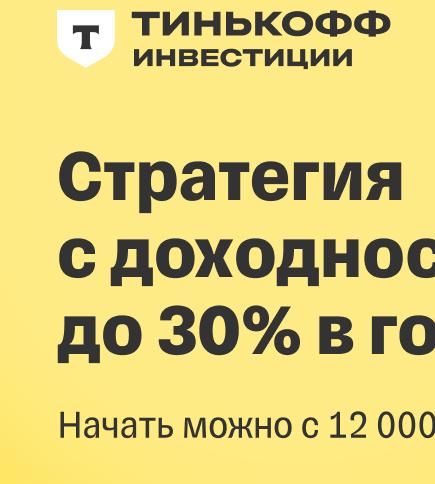 Т
ТИНЬКОФФ
ИНВЕСТИЦИИ
Стратегия
с доходнос
до 30% в го
Начать можно с 12 000